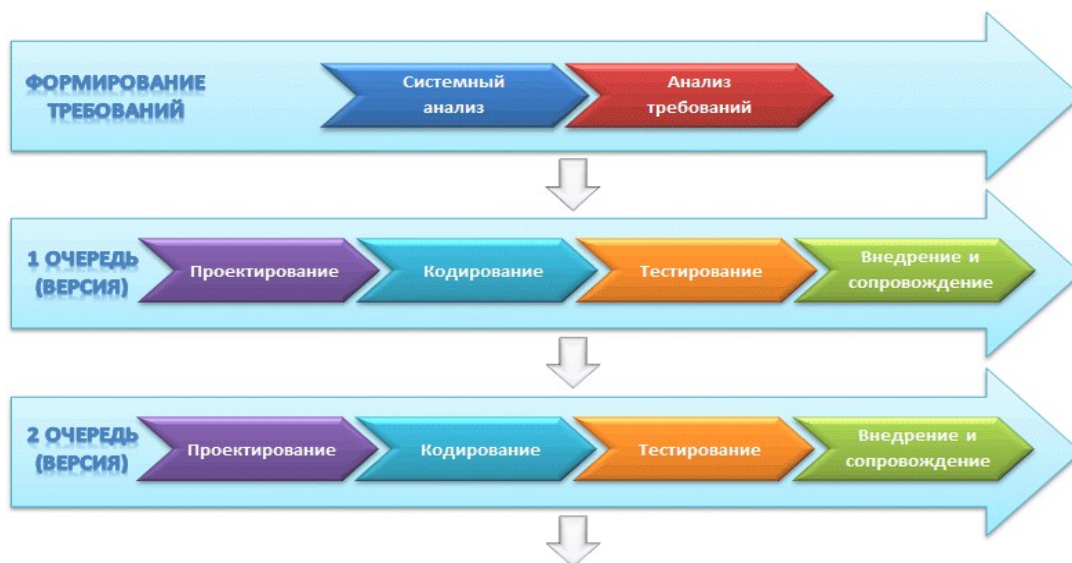 ФОРМИРОВАНИЕ
ТРЕБОВАНИЙ
Системный
анализ
Анализ
требований
1 ОЧЕРЕДЬ
(ВЕРСИЯ)
Проектирование
Кодирование
Тестирование
Внедрение и
сопровождение
2 ОЧЕРЕДЬ
(ВЕРСИЯ)
Проектирование
Кодирование
Тестирование
Внедрение и
сопровождение